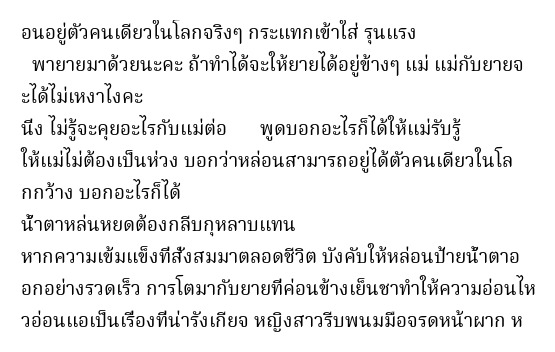 อนอยู่ตัวคนเดียวในโลกจริงๆ กระแทกเข้าใส่ รุนแรง
พายายมาด้วยนะคะ ถ้าทำได้จะให้ยายได้อยู่ข้างๆ แม่ แม่กับยายจ
ะได้ไม่เหงาไงคะ
นึง ไม่รู้จะคุยอะไรกับแม่ต่อ พูดบอกอะไรก็ได้ให้แม่รับรู้
ให้แม่ไม่ต้องเป็นห่วง บอกว่าหล่อนสามารถอยู่ได้ตัวคนเดียวในโล
กกว้าง บอกอะไรก็ได้
น้ำตาหล่นหยดต้องกลีบกุหลาบแทน
หากความเข้มแข็งที่สั่งสมมาตลอดชีวิต บังคับให้หล่อนป้ายน้ำตาอ
อกอย่างรวดเร็ว การโตมากับยายที่ค่อนข้างเย็นชาทำให้ความอ่อนไห
วอ่อนแอเป็นเรื่องที่น่ารังเกียจ หญิงสาวรีบพนมมือจรดหน้าผาก ห